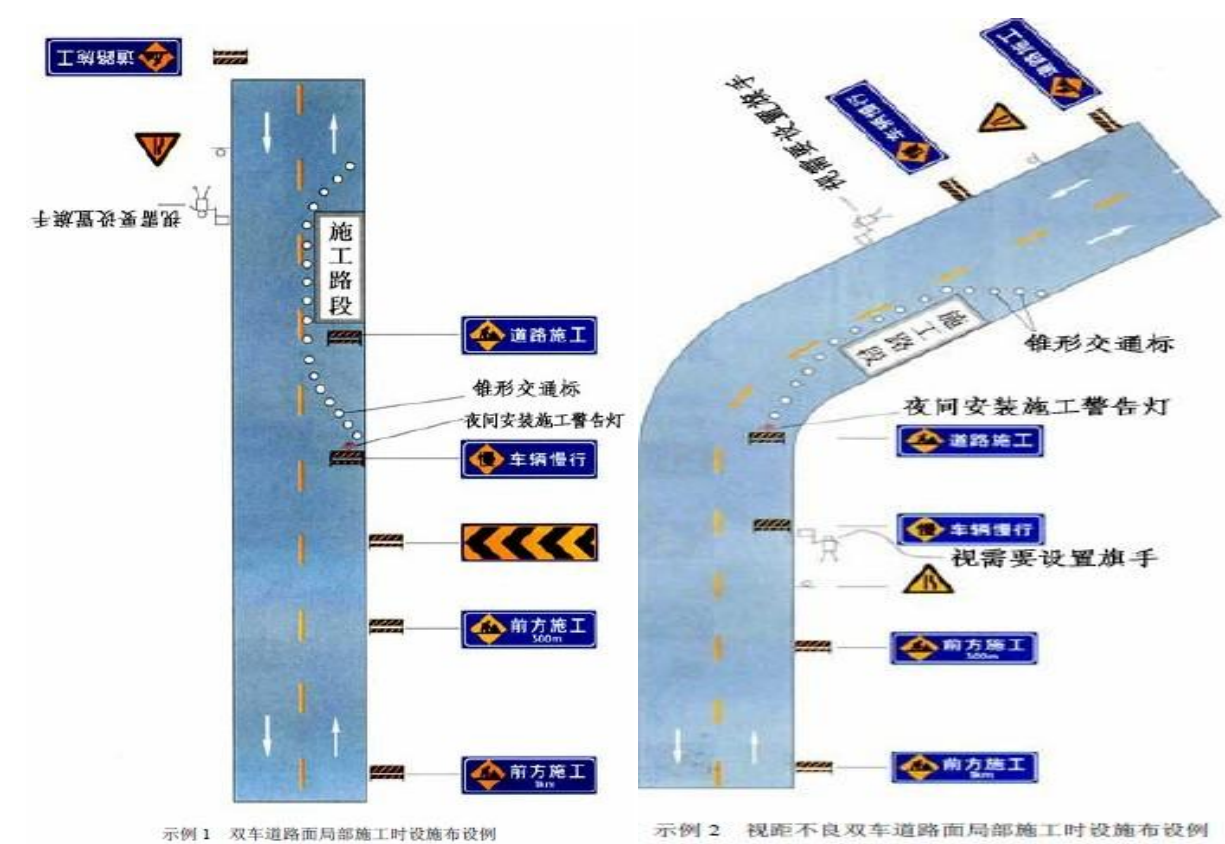 道路施工
视需要设置旗手
施工路段
道路施工
锥形交通标
夜间安装施工警告灯
慢 车辆慢行
前方施工
300m
前方施工
1km
示例 1 双车道路面局部施工时设施布设例
道路施工
车辆慢行
视需要设置旗手
施工路段
锥形交通标
夜间安装施工警告灯
道路施工
慢 车辆慢行
视需要设置旗手
前方施工
300m
前方施工
1km
示例 2 视距不良双车道路面局部施工时设施布设例